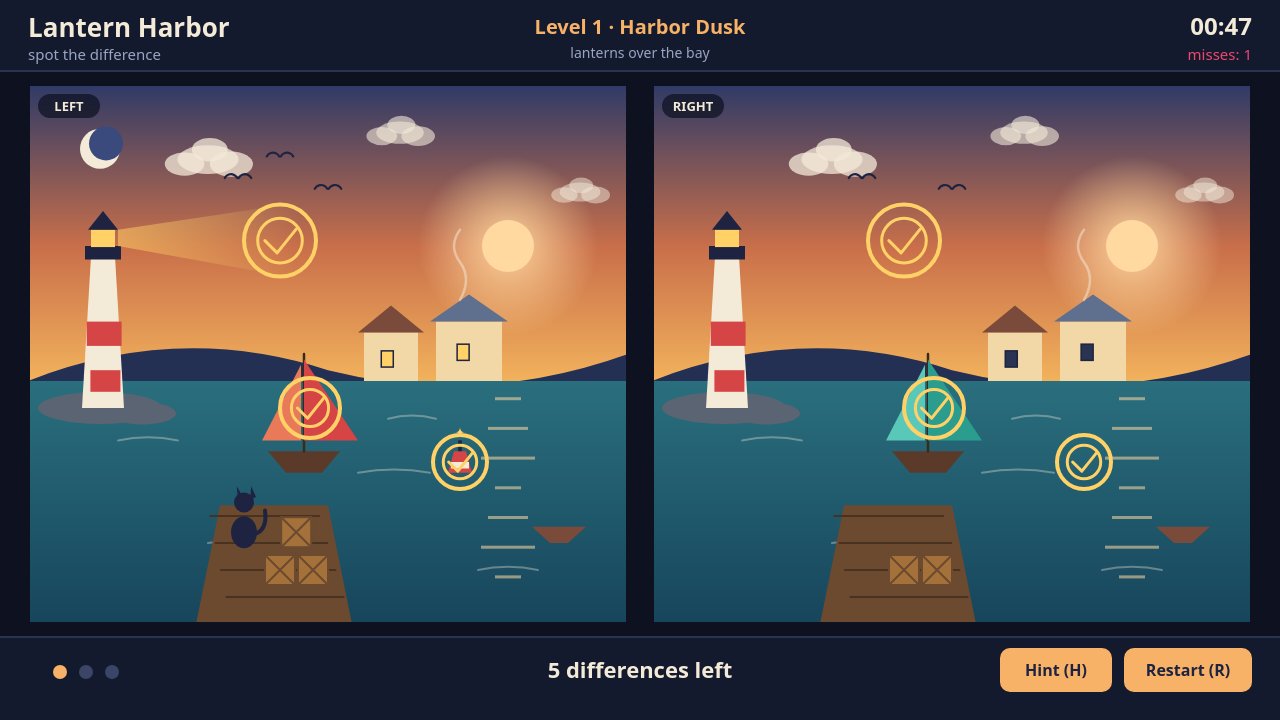 Lantern Harbor
spot the difference
Level 1 · Harbor Dusk
lanterns over the bay
00:47
misses: 1
LEFT
RIGHT
5 differences left
Hint (H)
Restart (R)